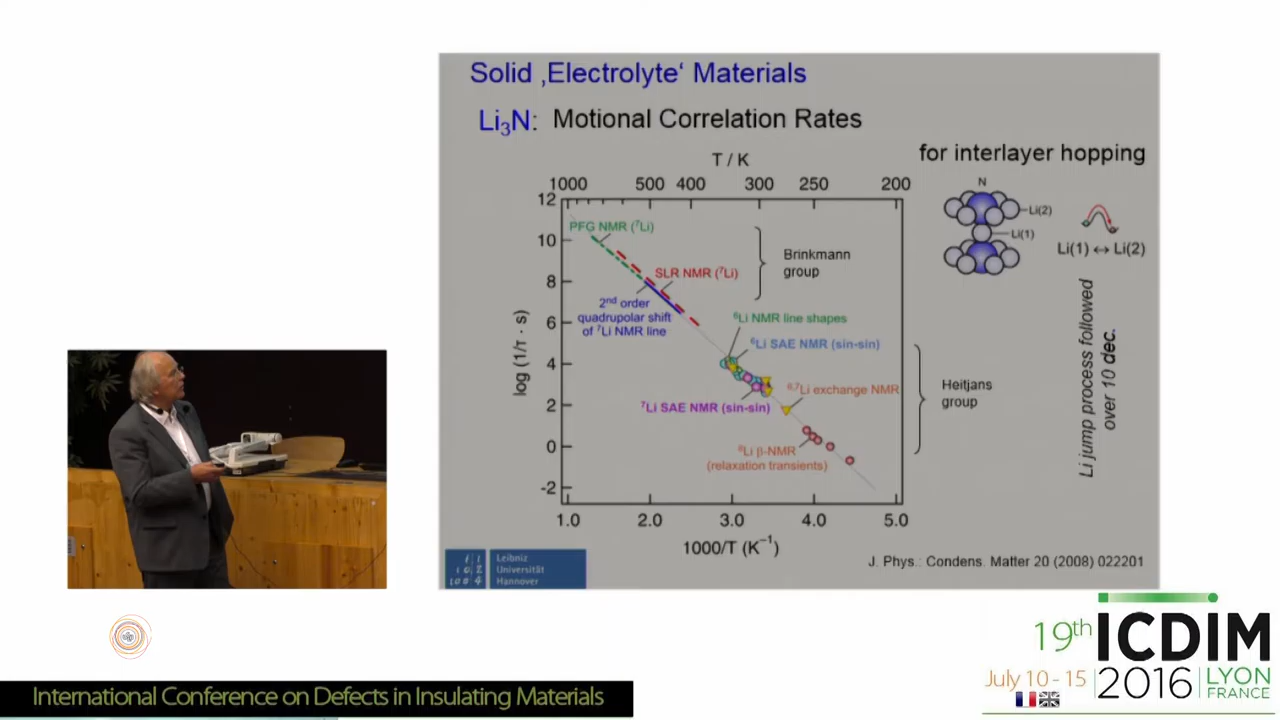 Solid ‚Electrolyte‘ Materials
Li₃N: Motional Correlation Rates
for interlayer hopping
T / K
1000 500 400 300 250 200
12
10
8
6
4
2
0
-2
log (1/τ · s)
PFG NMR (⁷Li)
SLR NMR (⁷Li)
2nd order
quadrupolar shift
of ⁷Li NMR line
Brinkmann
group
⁶Li NMR line shapes
⁶Li SAE NMR (sin-sin)
⁶,⁷Li exchange NMR
⁷Li SAE NMR (sin-sin)
⁸Li β-NMR
(relaxation transients)
Heitjans
group
1.0 2.0 3.0 4.0 5.0
1000/T (K⁻¹)
N
Li(2)
Li(1)
Li(1) ↔ Li(2)
Li jump process followed
over 10 dec.
J. Phys.: Condens. Matter 20 (2008) 022201
Leibniz
Universität
Hannover
19th ICDIM
July 10 - 15 2016 LYON
FRANCE
International Conference on Defects in Insulating Materials